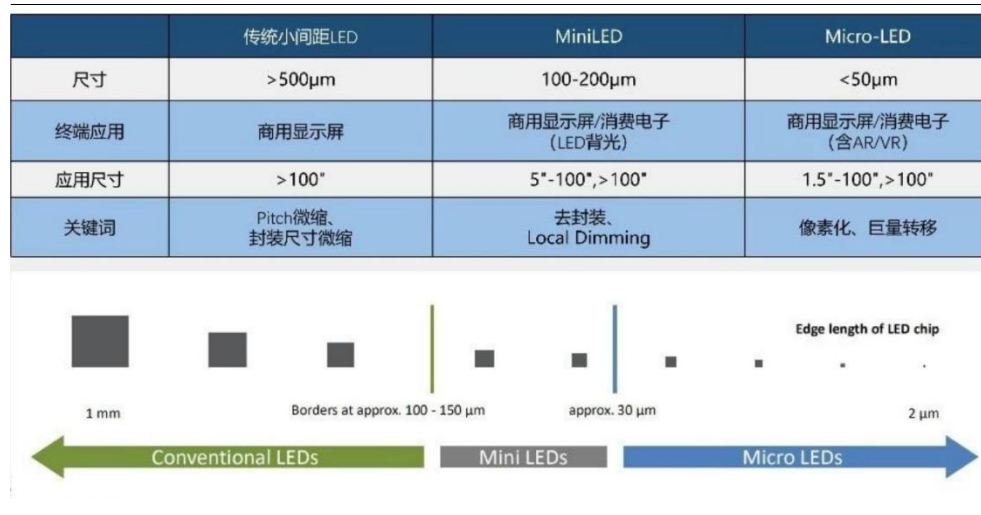 传统小间距LED MiniLED Micro-LED
尺寸 >500μm 100-200μm <50μm
终端应用 商用显示屏 商用显示屏/消费电子 (LED背光) 商用显示屏/消费电子 (含AR/VR)
应用尺寸 >100" 5"-100",>100" 1.5"-100",>100"
关键词 Pitch微缩、 封装尺寸微缩 去封装、 Local Dimming 像素化、巨量转移
Edge length of LED chip
1 mm Borders at approx. 100 - 150 μm approx. 30 μm 2 μm
Conventional LEDs Mini LEDs Micro LEDs